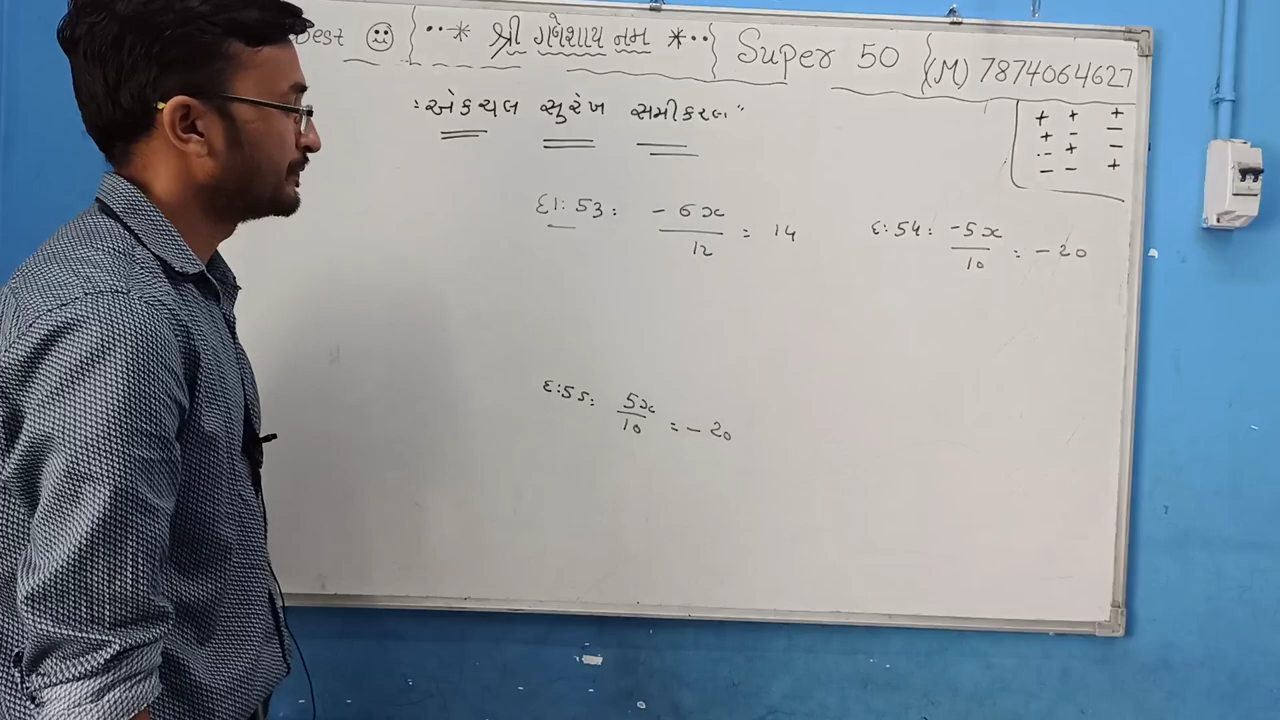 Best ☺ {··* શ્રી ગણેશાય નમ *··} Super 50 {(M) 7874064627
:એકચલ સુરેખ સમીકરણ"
+ + +
+ - -
- + -
- - +
દા: 53: -6x/12 = 14
દ: 54: -5x/10 = -20
દ:55: 5x/10 = -20